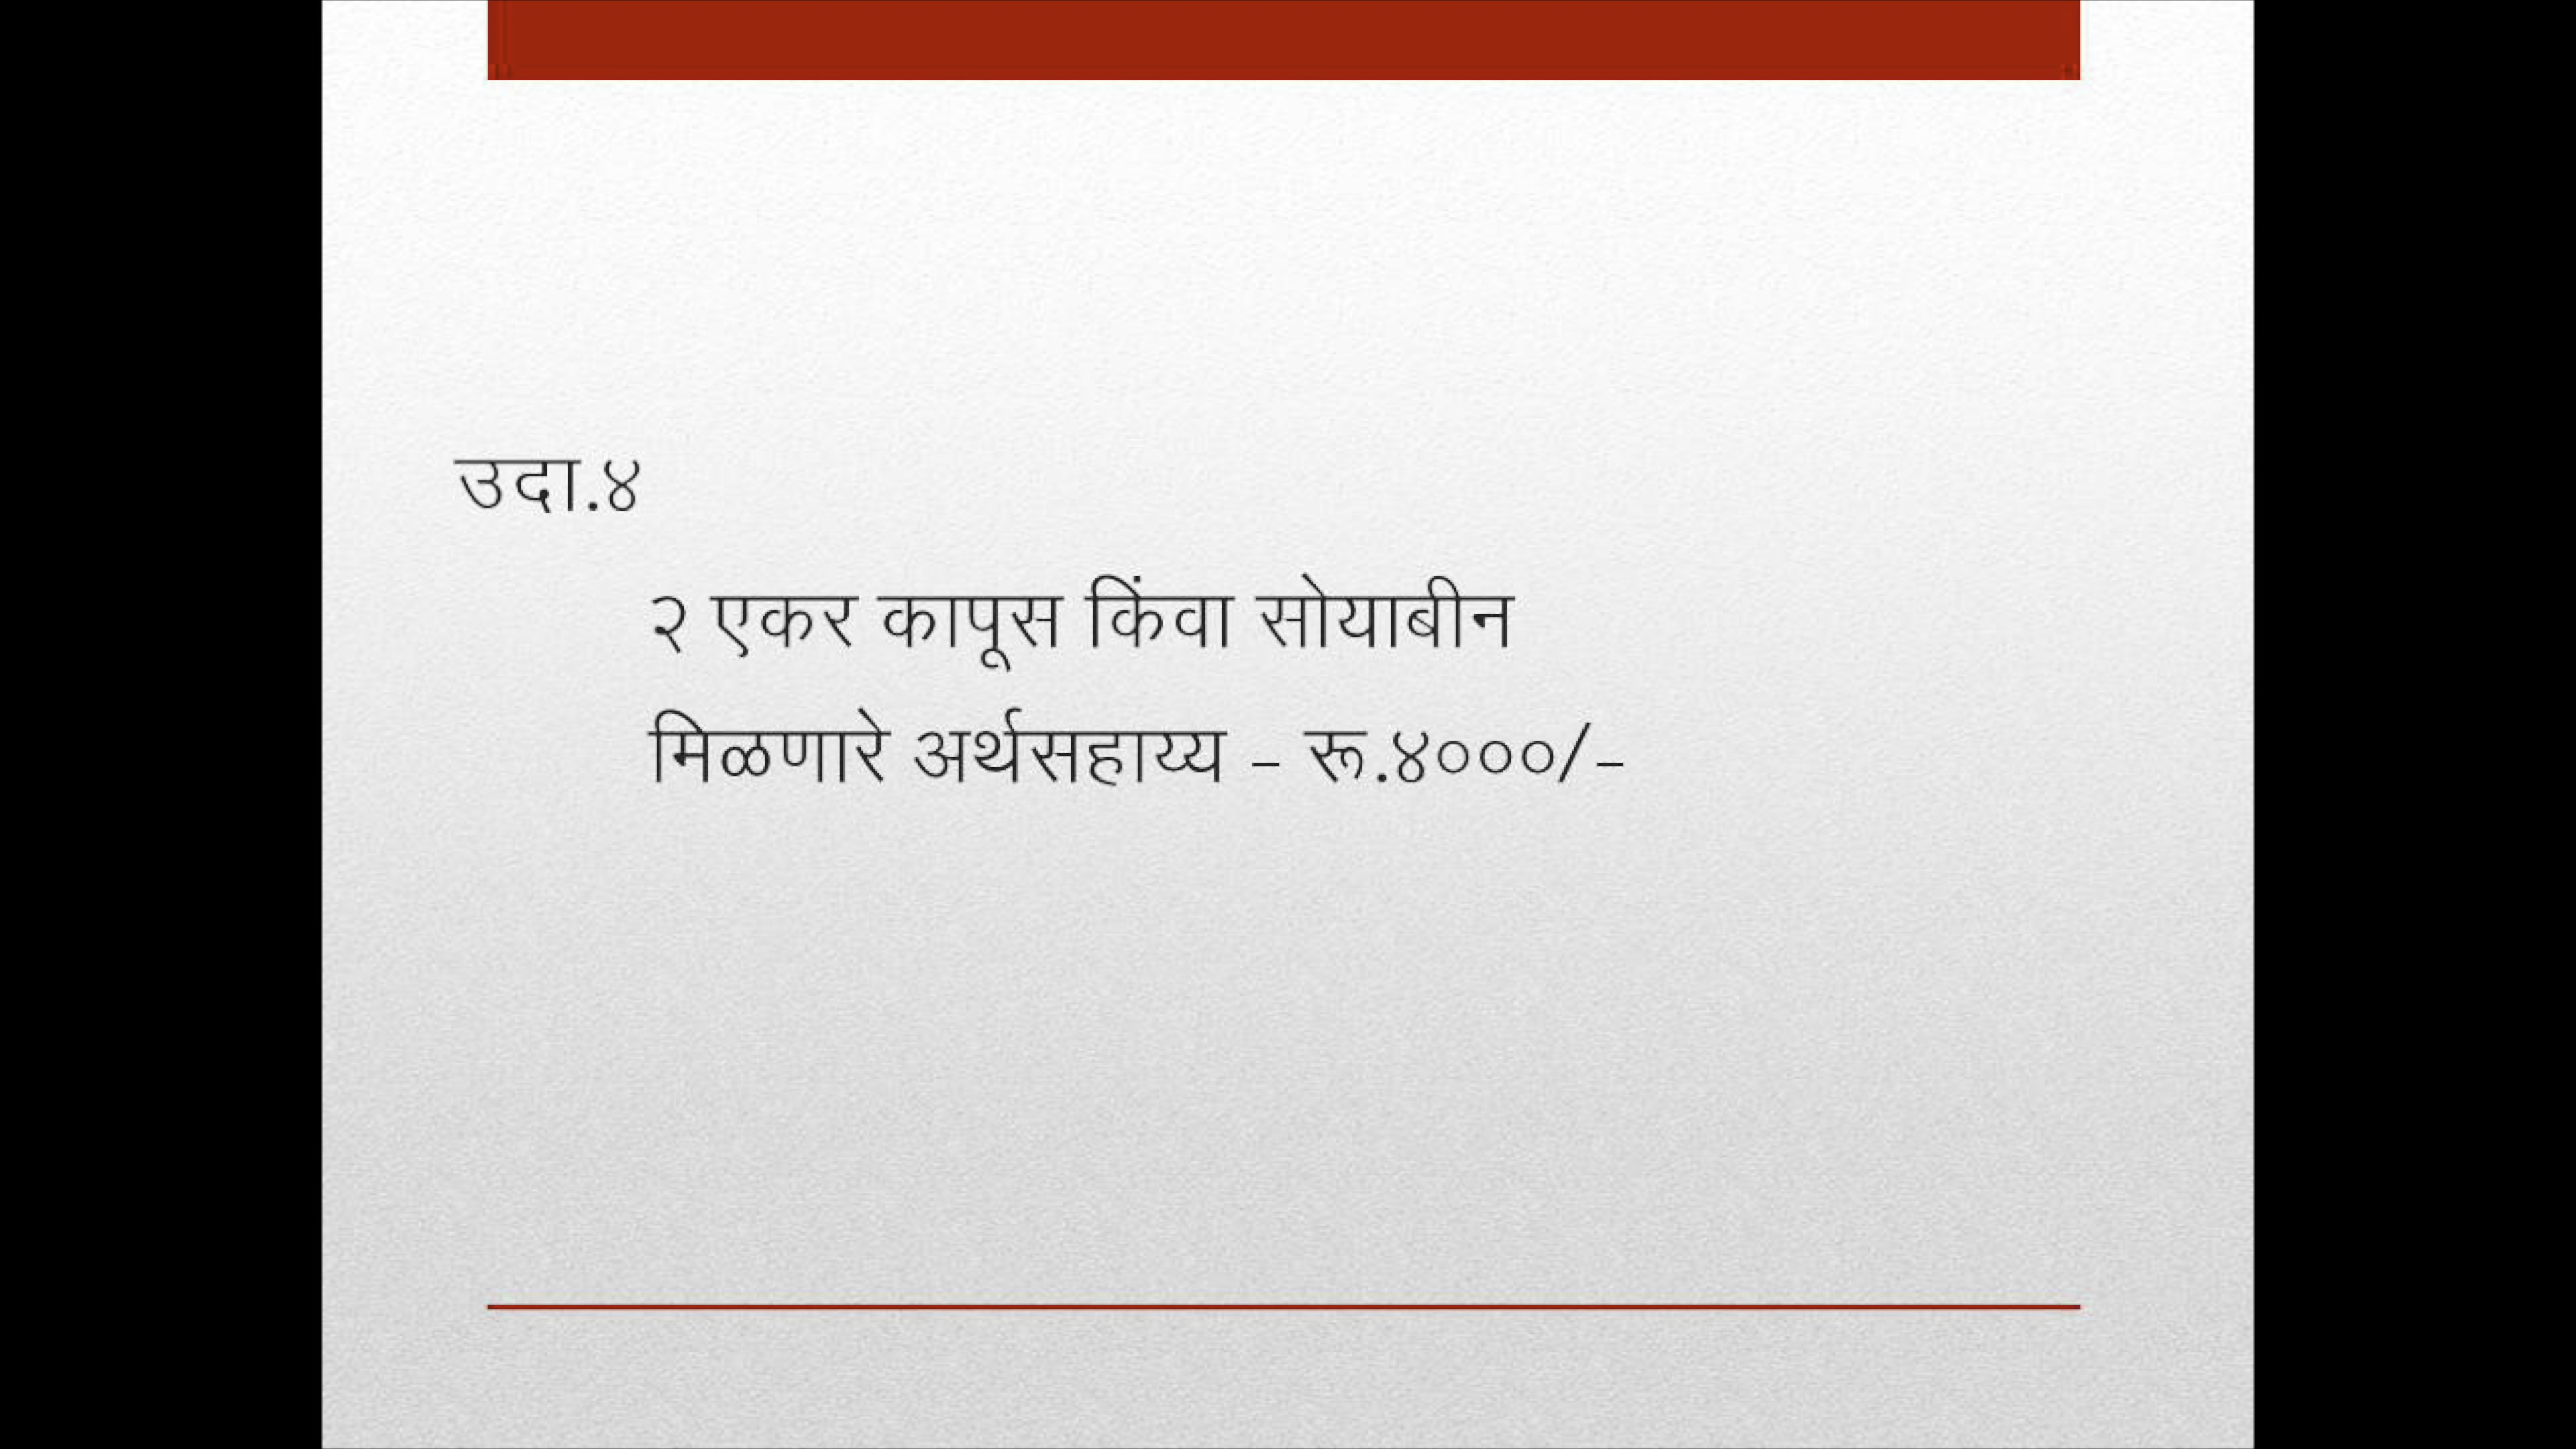 उदा.४
२ एकर कापूस किंवा सोयाबीन
मिळणारे अर्थसहाय्य - रू.४०००/-